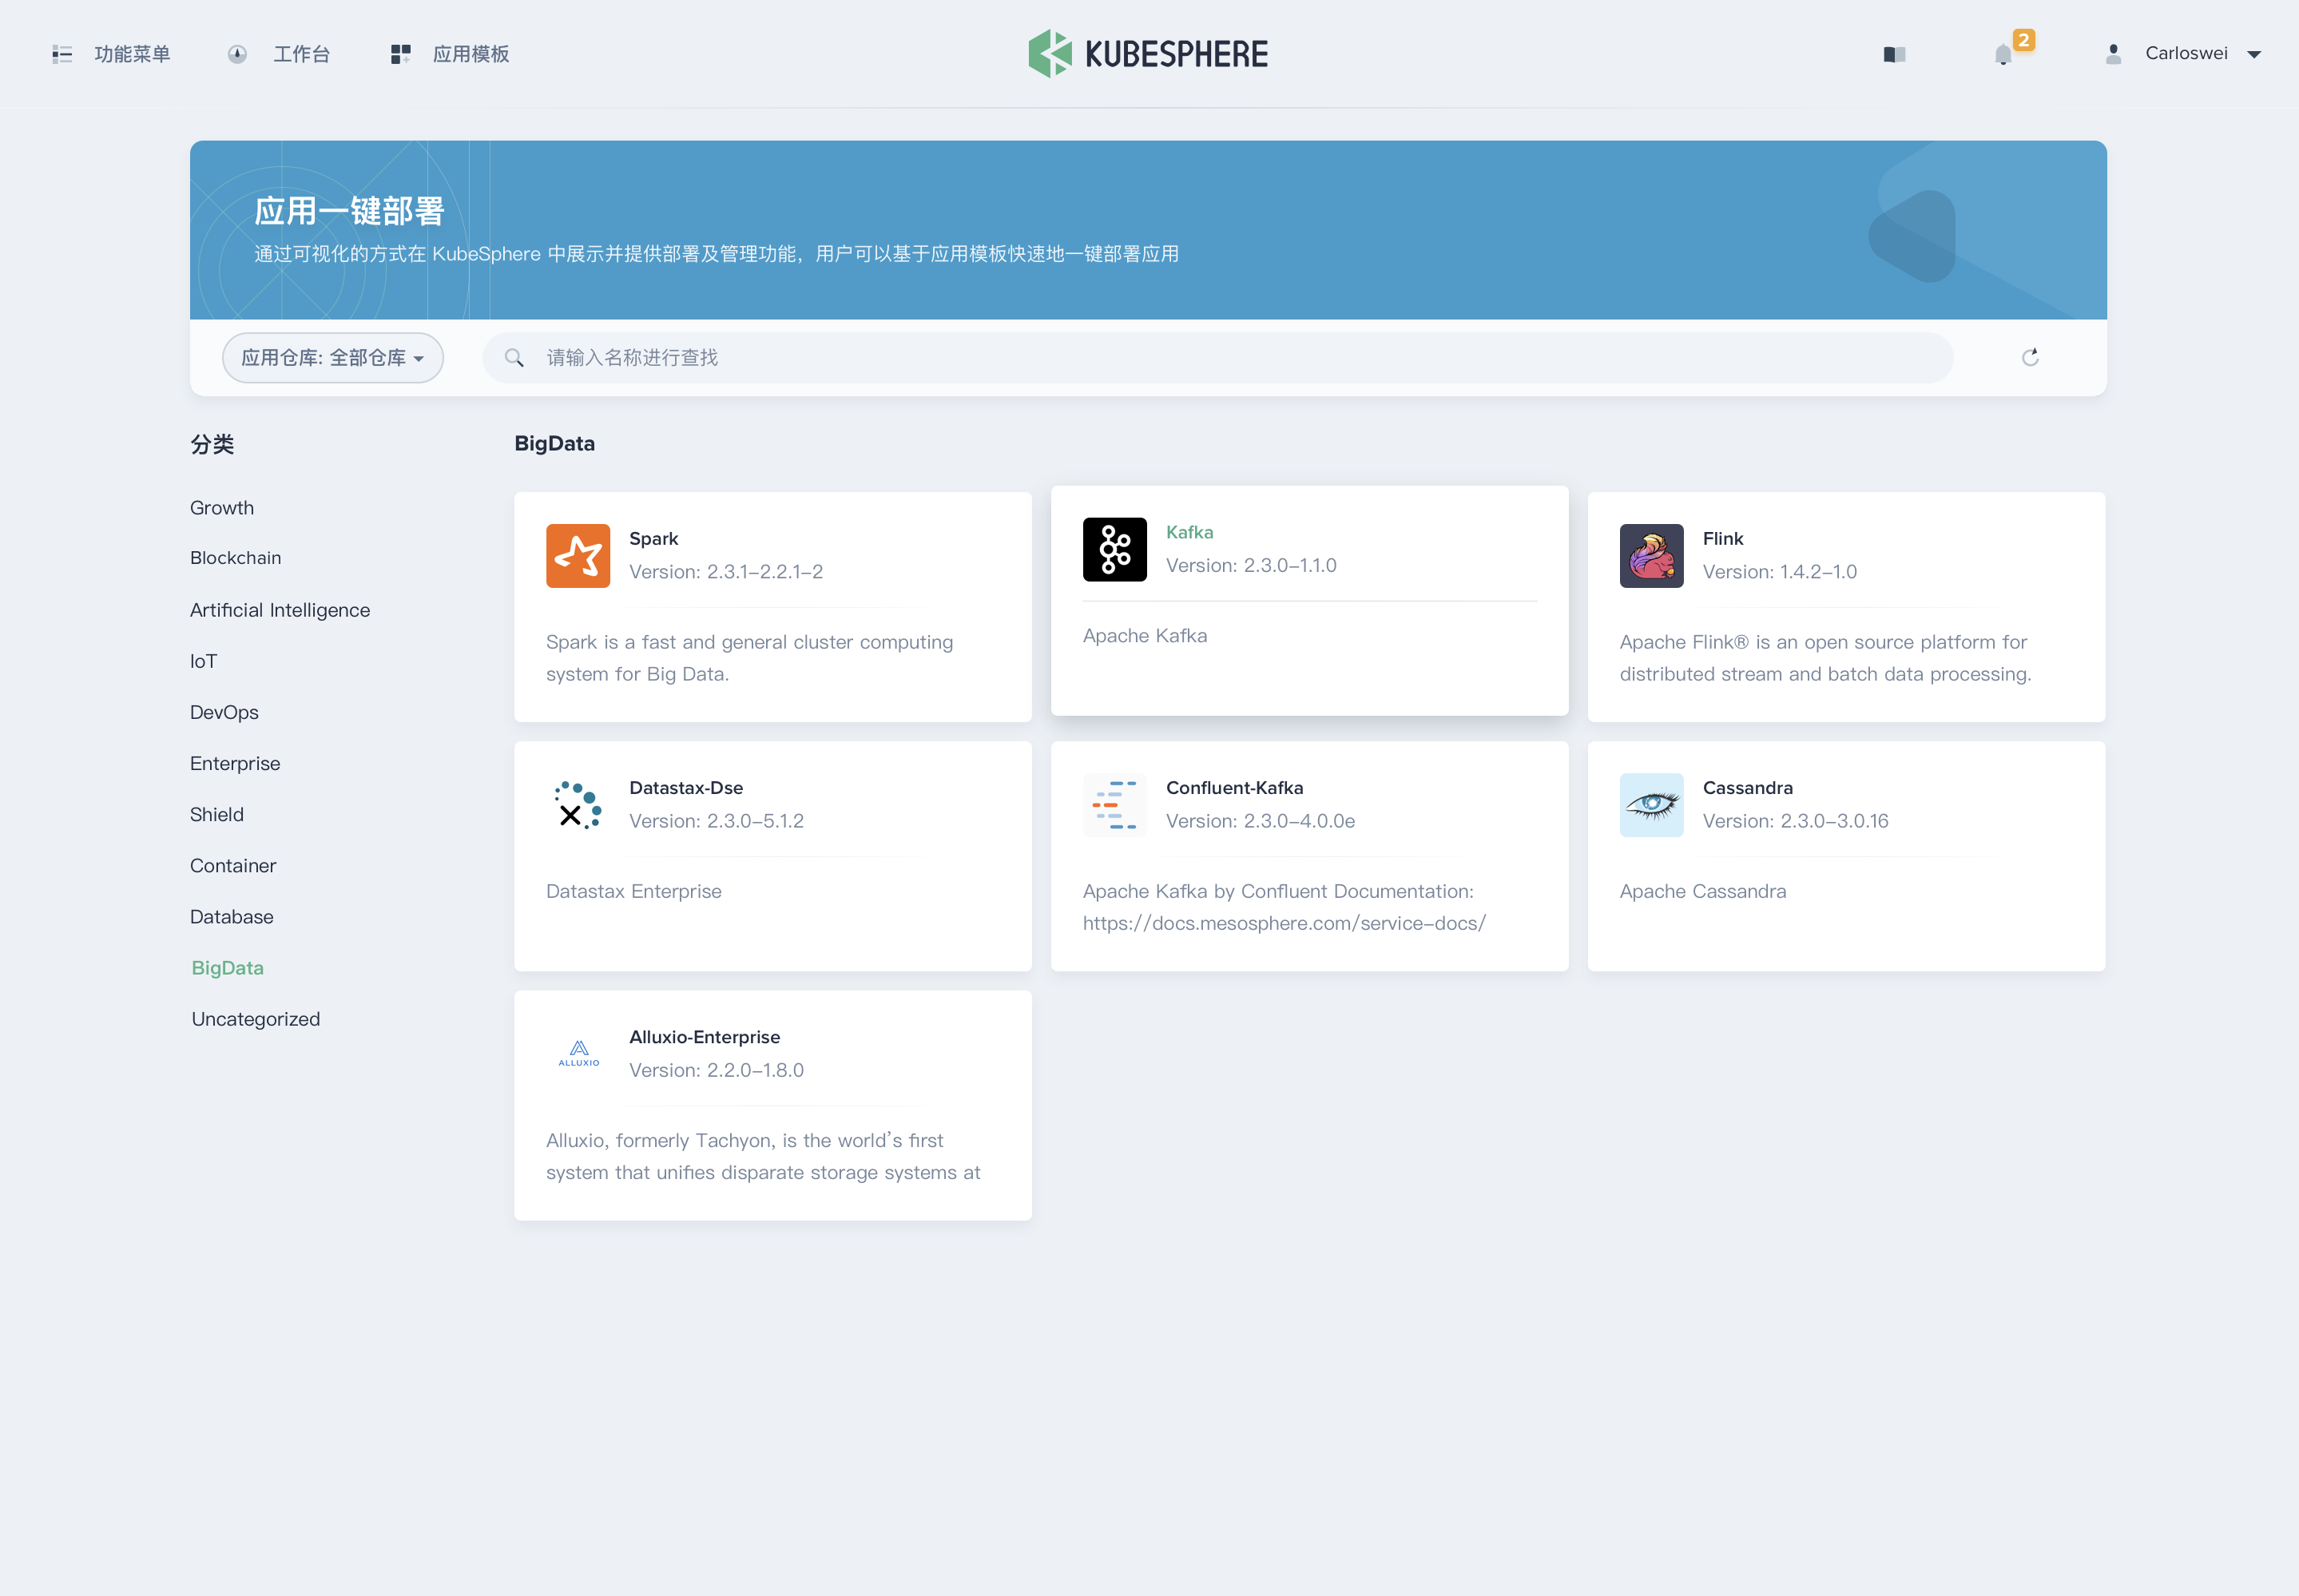 功能菜单
工作台
应用模板
KUBESPHERE
2
Carloswei
应用一键部署
通过可视化的方式在 KubeSphere 中展示并提供部署及管理功能，用户可以基于应用模板快速地一键部署应用
应用仓库: 全部仓库
请输入名称进行查找
分类
Growth
Blockchain
Artificial Intelligence
IoT
DevOps
Enterprise
Shield
Container
Database
BigData
Uncategorized
BigData
Spark
Version: 2.3.1-2.2.1-2
Spark is a fast and general cluster computing
system for Big Data.
Kafka
Version: 2.3.0-1.1.0
Apache Kafka
Flink
Version: 1.4.2-1.0
Apache Flink® is an open source platform for
distributed stream and batch data processing.
Datastax-Dse
Version: 2.3.0-5.1.2
Datastax Enterprise
Confluent-Kafka
Version: 2.3.0-4.0.0e
Apache Kafka by Confluent Documentation:
https://docs.mesosphere.com/service-docs/
Cassandra
Version: 2.3.0-3.0.16
Apache Cassandra
ALLUXIO
Alluxio-Enterprise
Version: 2.2.0-1.8.0
Alluxio, formerly Tachyon, is the world's first
system that unifies disparate storage systems at